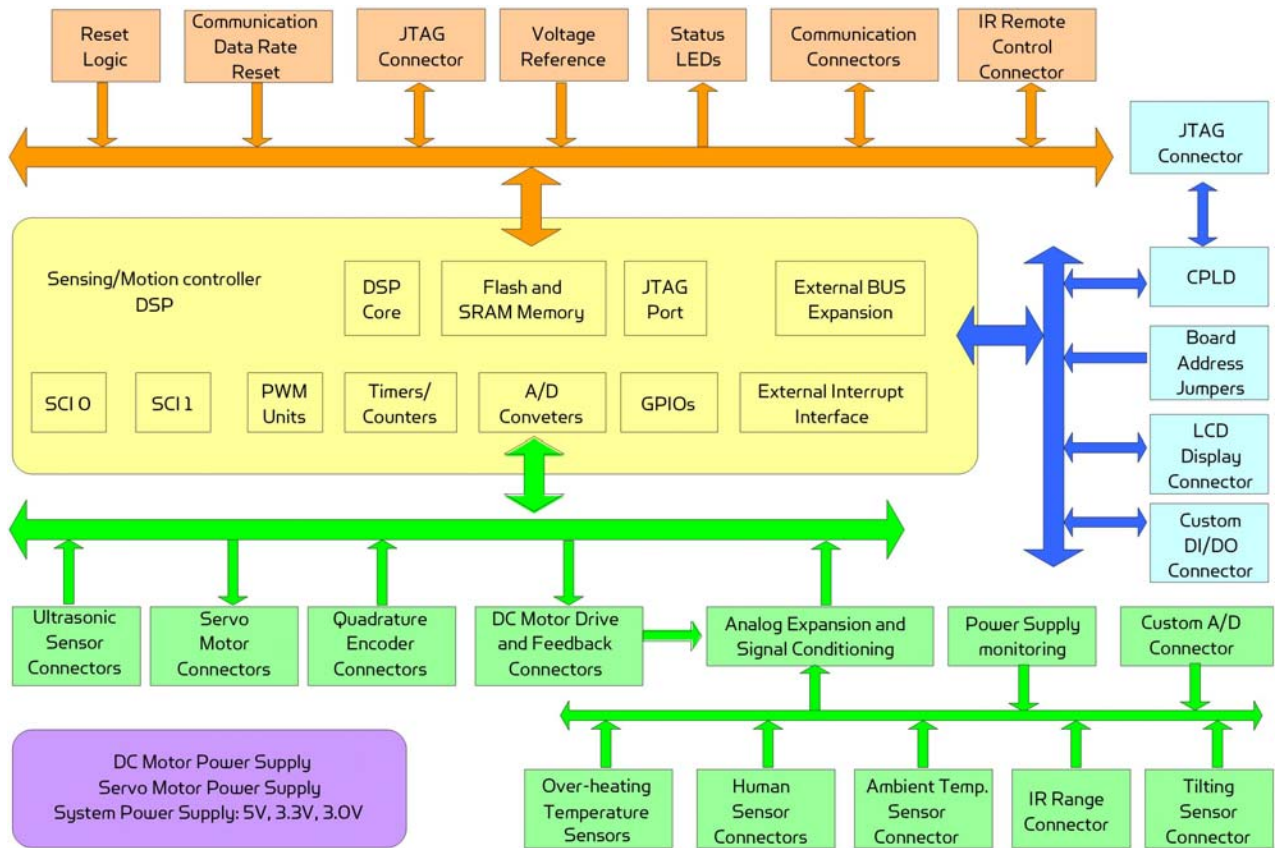 Reset
Logic
Communication
Data Rate
Reset
JTAG
Connector
Voltage
Reference
Status
LEDs
Communication
Connectors
IR Remote
Control
Connector
JTAG
Connector
Sensing/Motion controller
DSP
DSP
Core
Flash and
SRAM Memory
JTAG
Port
External BUS
Expansion
CPLD
Board
Address
Jumpers
SCI 0
SCI 1
PWM
Units
Timers/
Counters
A/D
Conveters
GPIOs
External Interrupt
Interface
LCD
Display
Connector
Custom
DI/DO
Connector
Ultrasonic
Sensor
Connectors
Servo
Motor
Connectors
Quadrature
Encoder
Connectors
DC Motor Drive
and Feedback
Connectors
Analog Expansion and
Signal Conditioning
Power Supply
monitoring
Custom A/D
Connector
DC Motor Power Supply
Servo Motor Power Supply
System Power Supply: 5V, 3.3V, 3.0V
Over-heating
Temperature
Sensors
Human
Sensor
Connectors
Ambient Temp.
Sensor
Connector
IR Range
Connector
Tilting
Sensor
Connector